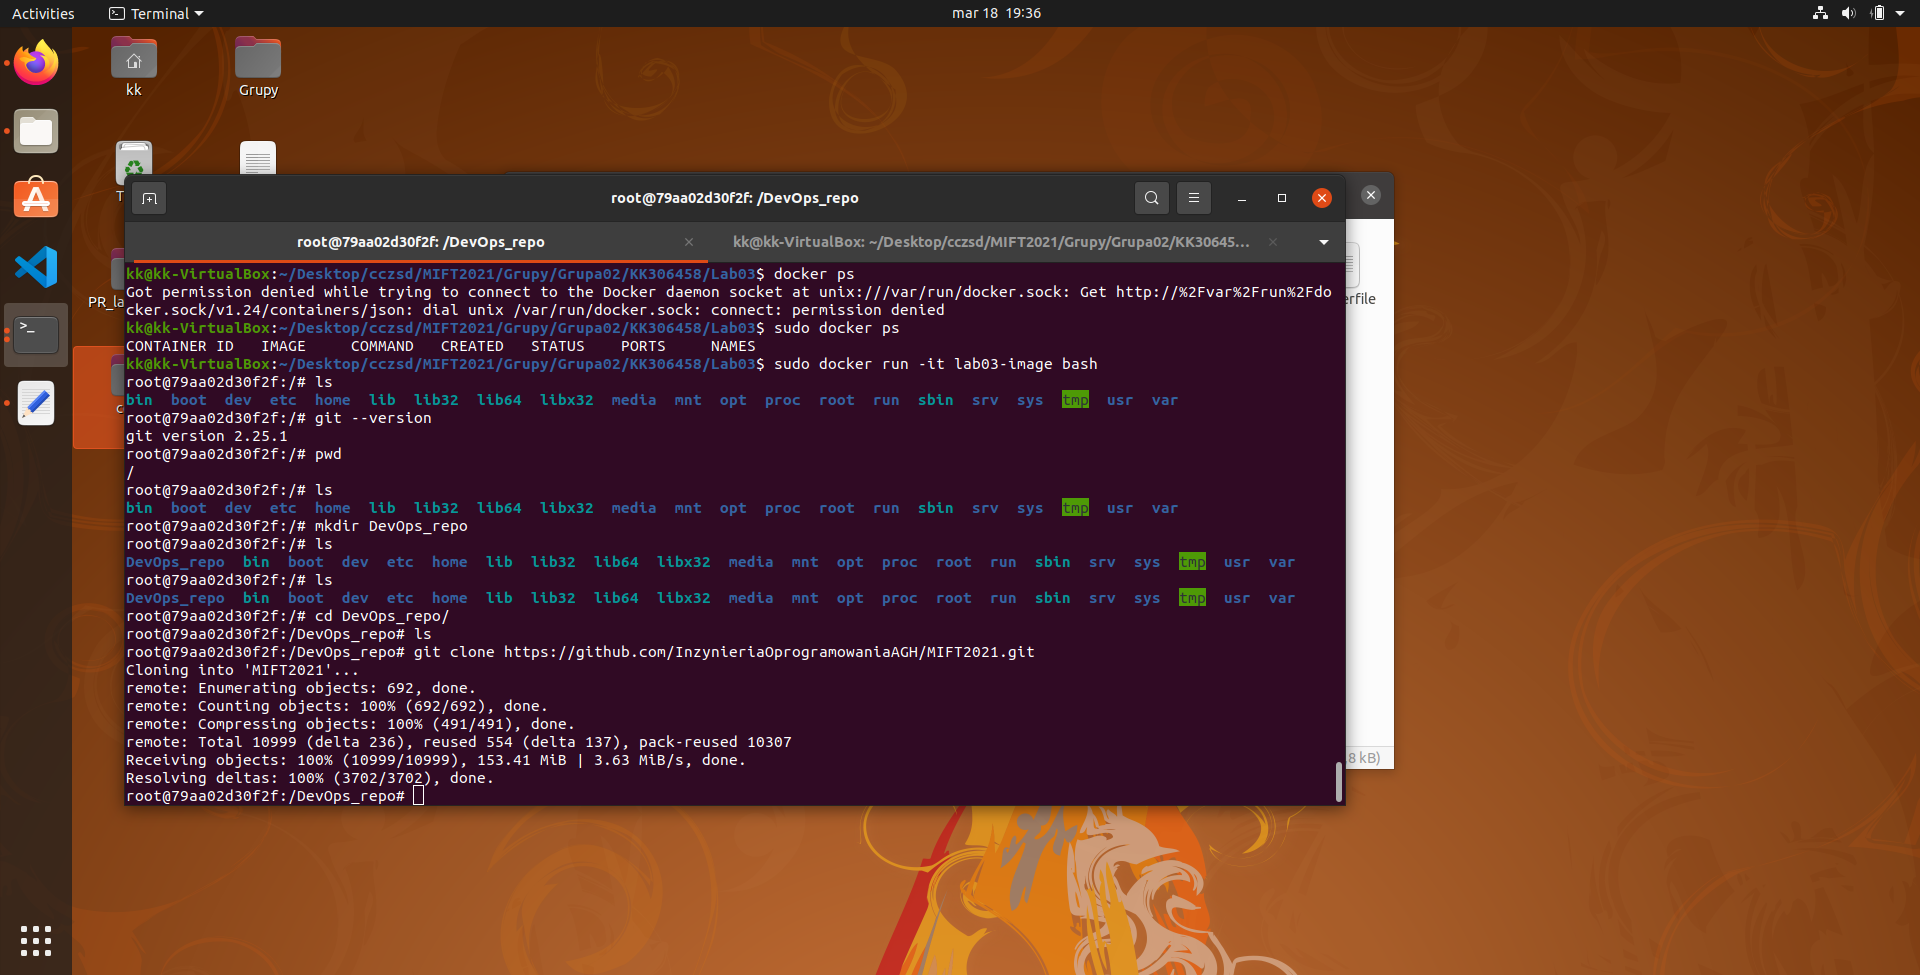 Activities
Terminal
mar 18 19:36
kk
Grupy
PR_la
root@79aa02d30f2f: /DevOps_repo
root@79aa02d30f2f: /DevOps_repo
kk@kk-VirtualBox: ~/Desktop/cczsd/MIFT2021/Grupy/Grupa02/KK30645...
kk@kk-VirtualBox:~/Desktop/cczsd/MIFT2021/Grupy/Grupa02/KK306458/Lab03$ docker ps
Got permission denied while trying to connect to the Docker daemon socket at unix:///var/run/docker.sock: Get http://%2Fvar%2Frun%2Fdo
cker.sock/v1.24/containers/json: dial unix /var/run/docker.sock: connect: permission denied
kk@kk-VirtualBox:~/Desktop/cczsd/MIFT2021/Grupy/Grupa02/KK306458/Lab03$ sudo docker ps
CONTAINER ID   IMAGE     COMMAND   CREATED   STATUS    PORTS     NAMES
kk@kk-VirtualBox:~/Desktop/cczsd/MIFT2021/Grupy/Grupa02/KK306458/Lab03$ sudo docker run -it lab03-image bash
root@79aa02d30f2f:/# ls
bin  boot  dev  etc  home  lib  lib32  lib64  libx32  media  mnt  opt  proc  root  run  sbin  srv  sys  tmp  usr  var
root@79aa02d30f2f:/# git --version
git version 2.25.1
root@79aa02d30f2f:/# pwd
/
root@79aa02d30f2f:/# ls
bin  boot  dev  etc  home  lib  lib32  lib64  libx32  media  mnt  opt  proc  root  run  sbin  srv  sys  tmp  usr  var
root@79aa02d30f2f:/# mkdir DevOps_repo
root@79aa02d30f2f:/# ls
DevOps_repo  bin  boot  dev  etc  home  lib  lib32  lib64  libx32  media  mnt  opt  proc  root  run  sbin  srv  sys  tmp  usr  var
root@79aa02d30f2f:/# ls
DevOps_repo  bin  boot  dev  etc  home  lib  lib32  lib64  libx32  media  mnt  opt  proc  root  run  sbin  srv  sys  tmp  usr  var
root@79aa02d30f2f:/# cd DevOps_repo/
root@79aa02d30f2f:/DevOps_repo# ls
root@79aa02d30f2f:/DevOps_repo# git clone https://github.com/InzynieriaOprogramowaniaAGH/MIFT2021.git
Cloning into 'MIFT2021'...
remote: Enumerating objects: 692, done.
remote: Counting objects: 100% (692/692), done.
remote: Compressing objects: 100% (491/491), done.
remote: Total 10999 (delta 236), reused 554 (delta 137), pack-reused 10307
Receiving objects: 100% (10999/10999), 153.41 MiB | 3.63 MiB/s, done.
Resolving deltas: 100% (3702/3702), done.
root@79aa02d30f2f:/DevOps_repo#
erfile
.8 kB)